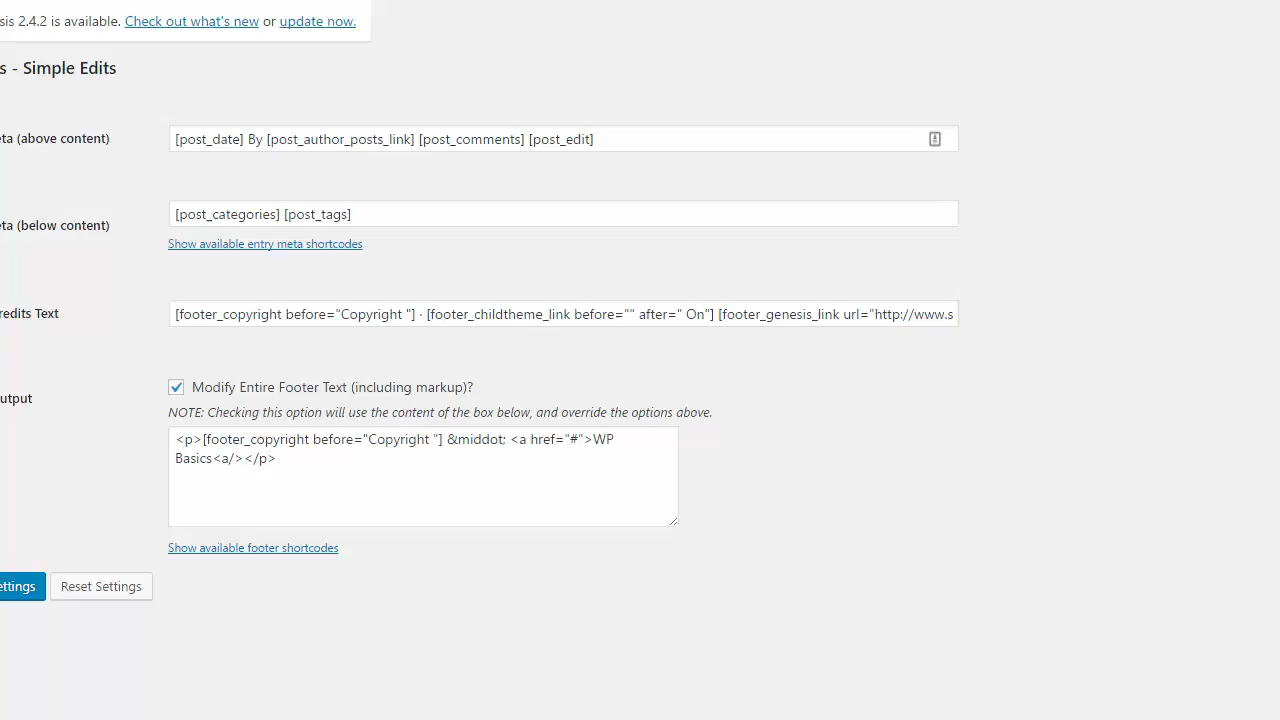 sis 2.4.2 is available. Check out what's new or update now.
s - Simple Edits
eta (above content)
[post_date] By [post_author_posts_link] [post_comments] [post_edit]
[post_categories] [post_tags]
eta (below content)
Show available entry meta shortcodes
redits Text
[footer_copyright before="Copyright "] · [footer_childtheme_link before="" after=" On"] [footer_genesis_link url="http://www.s
Modify Entire Footer Text (including markup)?
utput
NOTE: Checking this option will use the content of the box below, and override the options above.
<p>[footer_copyright before="Copyright "] &middot; <a href="#">WP
Basics<a/></p>
Show available footer shortcodes
ettings
Reset Settings